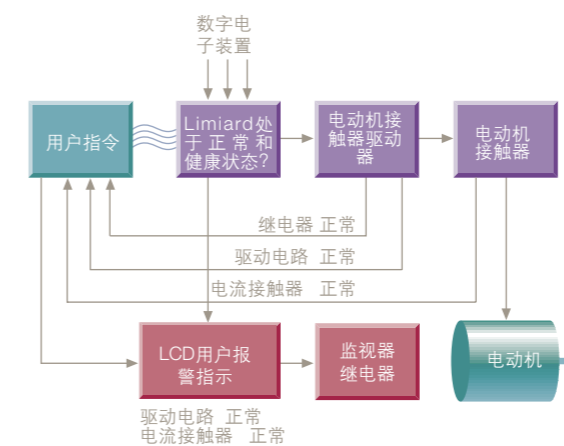 数字电
子装置
用户指令
Limiard处
于正常和
健康状态?
电动机接
触器驱动
器
电动机
接触器
继电器 正常
驱动电路 正常
电流接触器 正常
LCD用户报
警指示
监视器
继电器
电动机
驱动电路 正常
电流接触器 正常